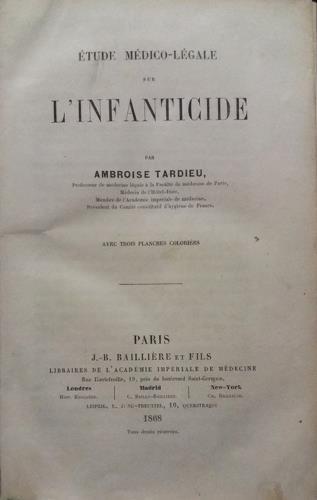 ÉTUDE MÉDICO-LÉGALE
SUR
L'INFANTICIDE
PAR
AMBROISE TARDIEU,
Professeur de médecine légale à la Faculté de médecine de Paris,
Médecin de l'Hôtel-Dieu,
Membre de l'Académie impériale de médecine,
Président du Comité consultatif d'hygiène de France.
AVEC TROIS PLANCHES COLORIÉES
PARIS
J.-B. BAILLIÈRE ET FILS
LIBRAIRES DE L'ACADÉMIE IMPÉRIALE DE MÉDECINE
Rue Hautefeuille, 19, près du boulevard Saint-Germain,
Londres Madrid New-York
HIPP. BAILLIÈRE. C. BAILLY-BAILLIÈRE. CH. BAILLIÈRE.
LEIPZIG, JUNG-TREUTTEL, 10, QUERSTRASSE
1868
Tous droits réservés.